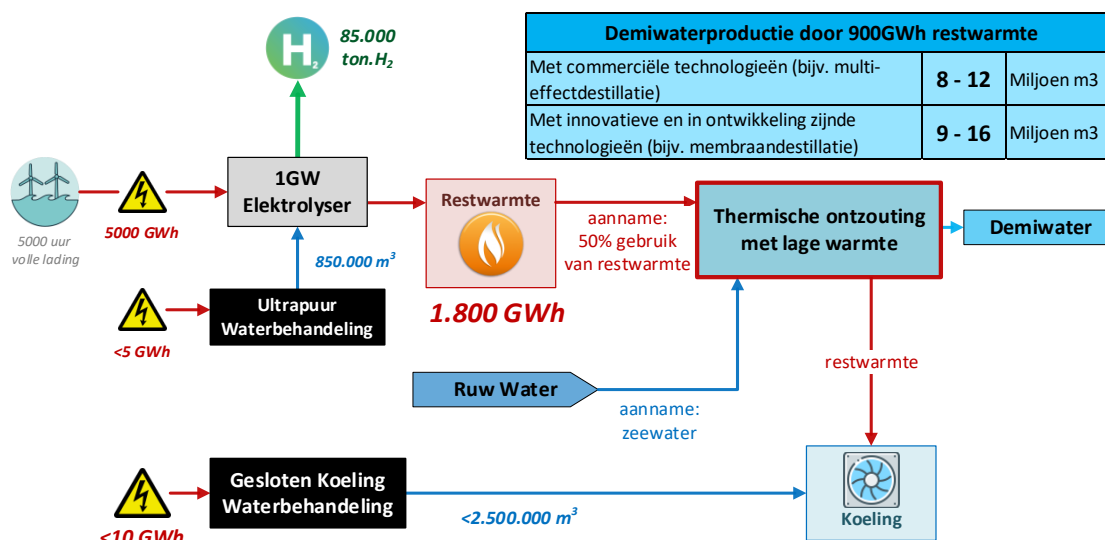 H2
85.000
ton.H2
Demiwaterproductie door 900GWh restwarmte
Met commerciële technologieën (bijv. multi-
effectdestillatie)
8 - 12
Miljoen m3
Met innovatieve en in ontwikkeling zijnde
technologieën (bijv. membraandestillatie)
9 - 16
Miljoen m3
5000 uur
volle lading
5000 GWh
1GW
Elektrolyser
Restwarmte
1.800 GWh
aanname:
50% gebruik
van restwarmte
Thermische ontzouting
met lage warmte
Demiwater
850.000 m3
<5 GWh
Ultrapuur
Waterbehandeling
Ruw Water
aanname:
zeewater
restwarmte
<10 GWh
Gesloten Koeling
Waterbehandeling
<2.500.000 m3
Koeling